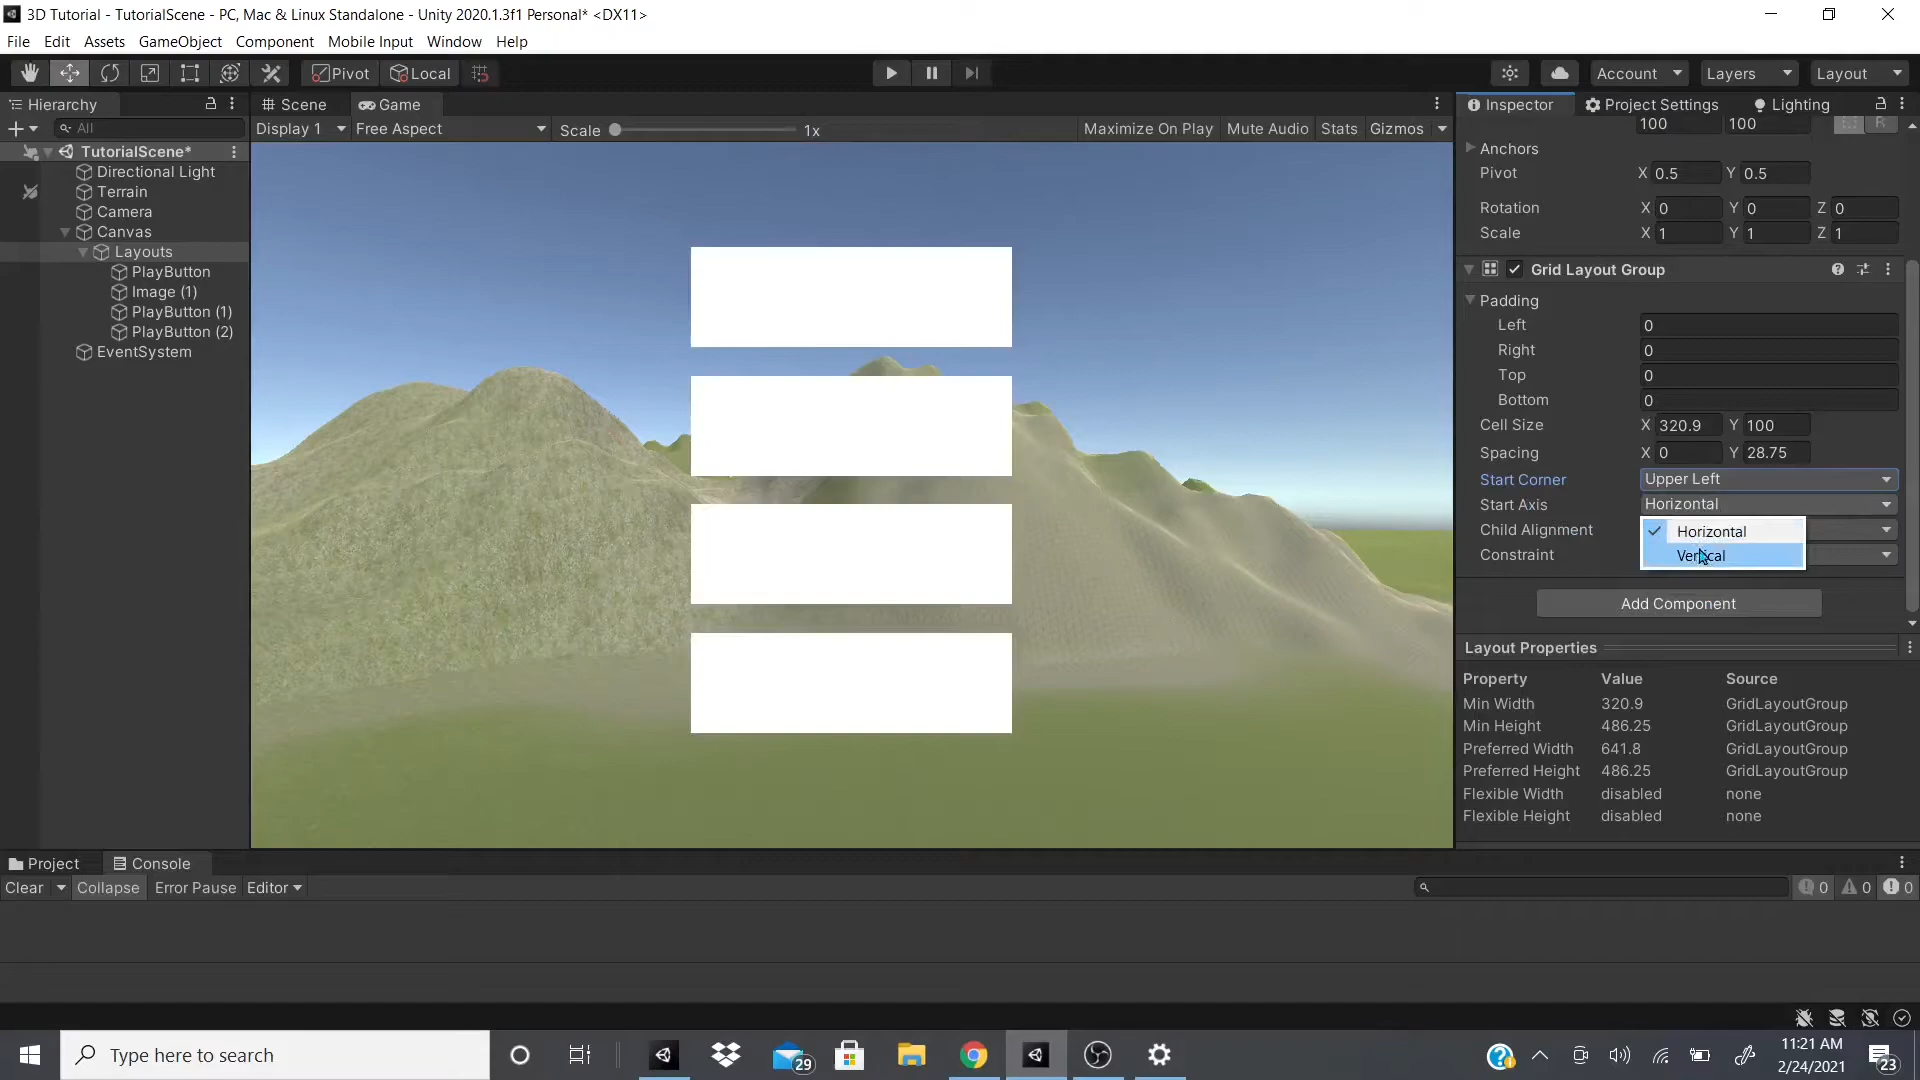 3D Tutorial - TutorialScene - PC, Mac & Linux Standalone - Unity 2020.1.3f1 Personal* <DX11>
File Edit Assets GameObject Component Mobile Input Window Help
Pivot Local Account Layers Layout
Hierarchy Scene Game Inspector Project Settings Lighting
All Display 1 Free Aspect Scale 1x Maximize On Play Mute Audio Stats Gizmos
100 100 R
TutorialScene*
Directional Light
Terrain
Camera
Canvas
Layouts
PlayButton
Image (1)
PlayButton (1)
PlayButton (2)
EventSystem
Anchors
Pivot X 0.5 Y 0.5
Rotation X 0 Y 0 Z 0
Scale X 1 Y 1 Z 1
Grid Layout Group
Padding
Left 0
Right 0
Top 0
Bottom 0
Cell Size X 320.9 Y 100
Spacing X 0 Y 28.75
Start Corner Upper Left
Start Axis Horizontal
Child Alignment Horizontal
Constraint Vertical
Add Component
Layout Properties
Property Value Source
Min Width 320.9 GridLayoutGroup
Min Height 486.25 GridLayoutGroup
Preferred Width 641.8 GridLayoutGroup
Preferred Height 486.25 GridLayoutGroup
Flexible Width disabled none
Flexible Height disabled none
Project Console
Clear Collapse Error Pause Editor 0 0 0
Type here to search 29 11:21 AM
2/24/2021 23